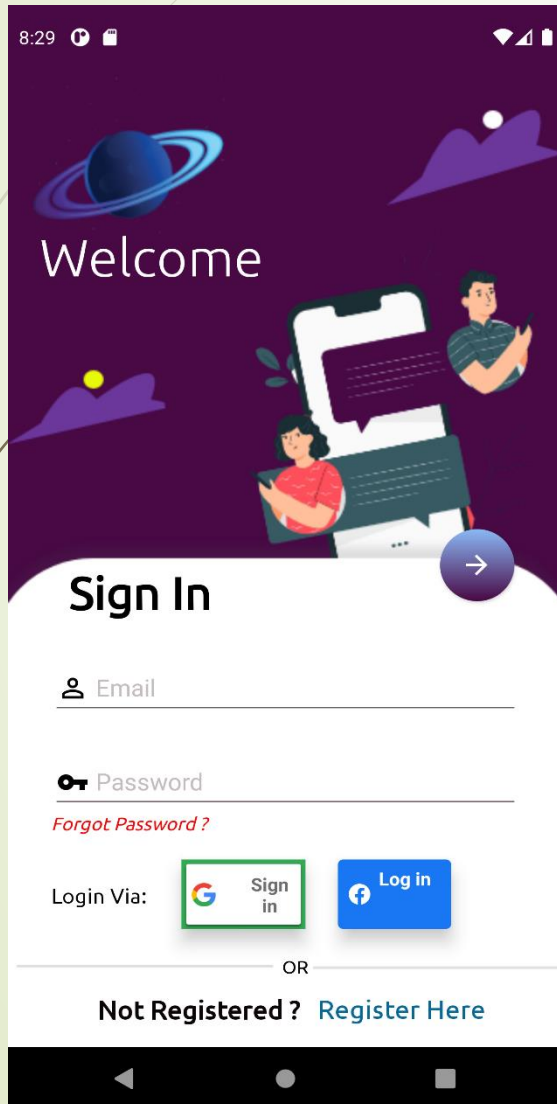 8:29
Welcome
Sign In
Email
Password
Forgot Password ?
Login Via:
Sign
in
Log in
OR
Not Registered ? Register Here